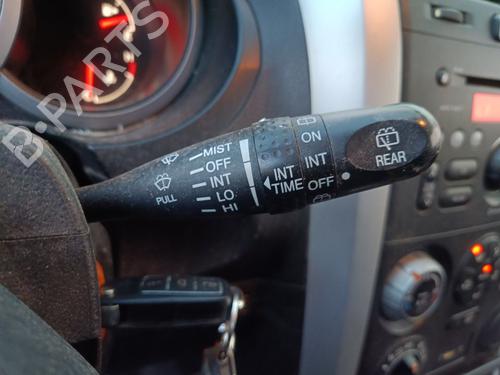 B-PARTS
MIST
OFF
INT
LO
HI
PULL
INT
TIME
ON
INT
OFF
REAR